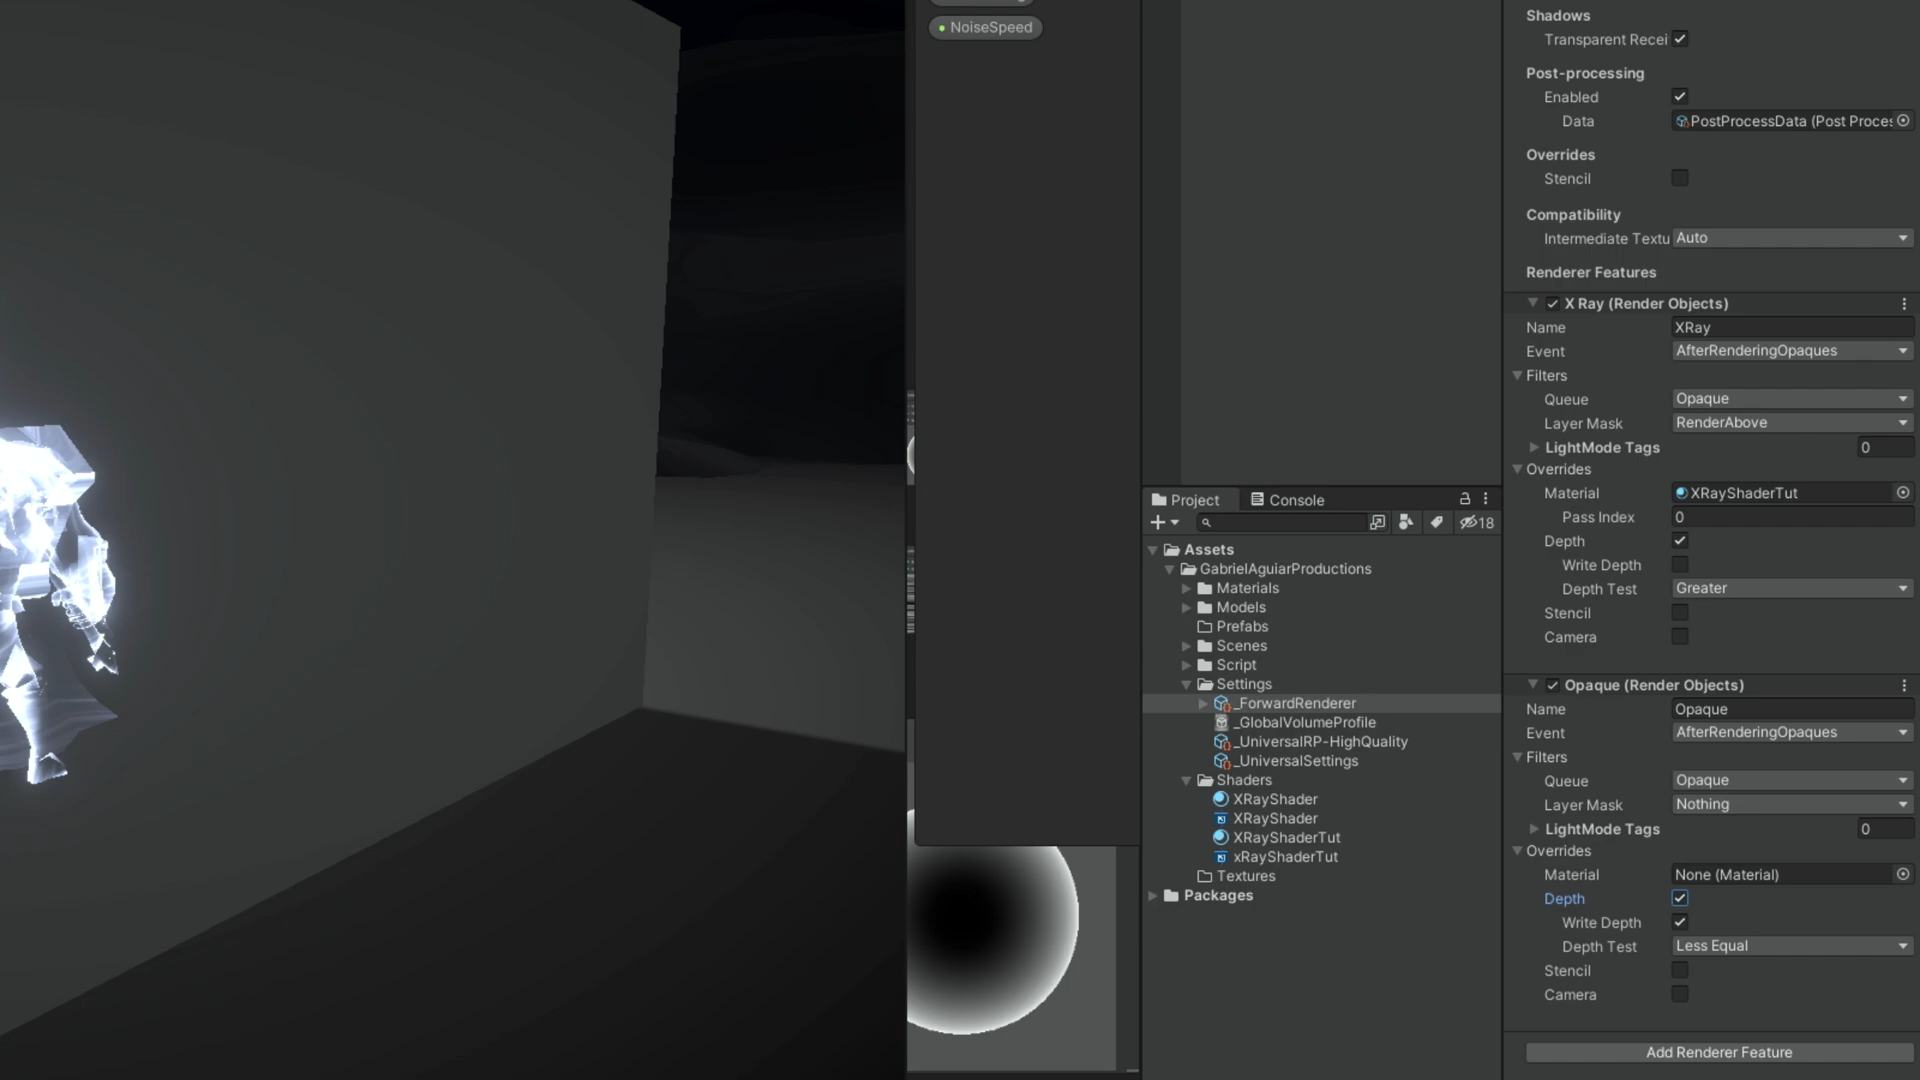 NoiseSpeed
Shadows
Transparent Recei
Post-processing
Enabled
Data
PostProcessData (Post Proces
Overrides
Stencil
Compatibility
Intermediate Textu
Auto
Renderer Features
X Ray (Render Objects)
Name
XRay
Event
AfterRenderingOpaques
Filters
Queue
Opaque
Layer Mask
RenderAbove
LightMode Tags
0
Overrides
Material
XRayShaderTut
Pass Index
0
Depth
Write Depth
Depth Test
Greater
Stencil
Camera
Opaque (Render Objects)
Name
Opaque
Event
AfterRenderingOpaques
Filters
Queue
Opaque
Layer Mask
Nothing
LightMode Tags
0
Overrides
Material
None (Material)
Depth
Write Depth
Depth Test
Less Equal
Stencil
Camera
Add Renderer Feature
Project
Console
18
Assets
GabrielAguiarProductions
Materials
Models
Prefabs
Scenes
Script
Settings
_ForwardRenderer
_GlobalVolumeProfile
_UniversalRP-HighQuality
_UniversalSettings
Shaders
XRayShader
XRayShader
XRayShaderTut
xRayShaderTut
Textures
Packages